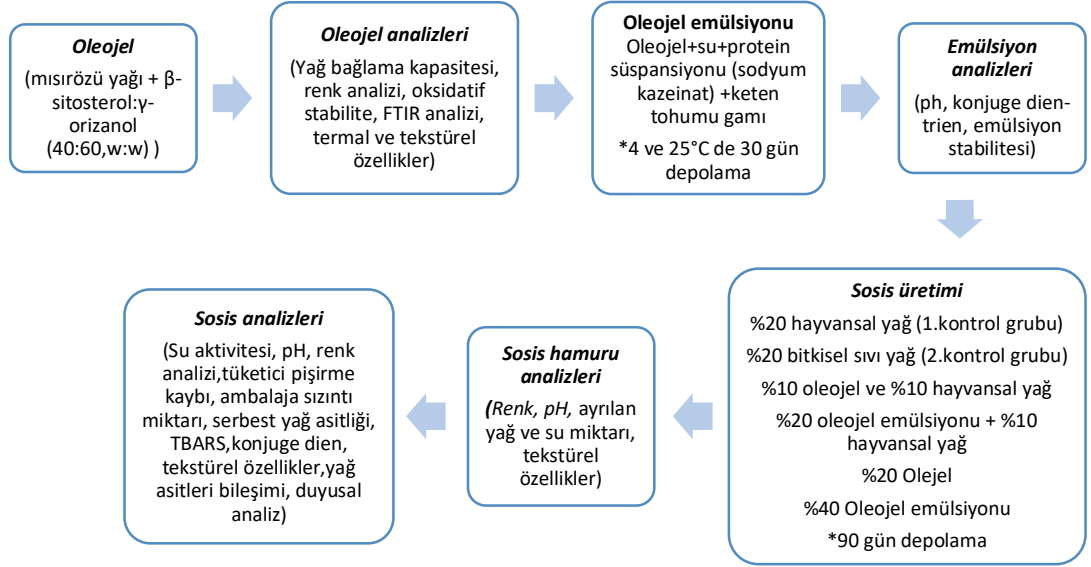 Oleojel
(mısırözü yağı + β-
sitosterol:γ-
orizanol
(40:60,w:w) )
Oleojel analizleri
(Yağ bağlama kapasitesi,
renk analizi, oksidatif
stabilite, FTIR analizi,
termal ve tekstürel
özellikler)
Oleojel emülsiyonu
Oleojel+su+protein
süspansiyonu (sodyum
kazeinat) +keten
tohumu gamı
*4 ve 25°C de 30 gün
depolama
Emülsiyon
analizleri
(ph, konjuge dien-
trien, emülsiyon
stabilitesi)
Sosis üretimi
%20 hayvansal yağ (1.kontrol grubu)
%20 bitkisel sıvı yağ (2.kontrol grubu)
%10 oleojel ve %10 hayvansal yağ
%20 oleojel emülsiyonu + %10
hayvansal yağ
%20 Olejel
%40 Oleojel emülsiyonu
*90 gün depolama
Sosis hamuru
analizleri
(Renk, pH, ayrılan
yağ ve su miktarı,
tekstürel
özellikler)
Sosis analizleri
(Su aktivitesi, pH, renk
analizi,tüketici pişirme
kaybı, ambalaja sızıntı
miktarı, serbest yağ asitliği,
TBARS,konjuge dien,
tekstürel özellikler,yağ
asitleri bileşimi, duyusal
analiz)